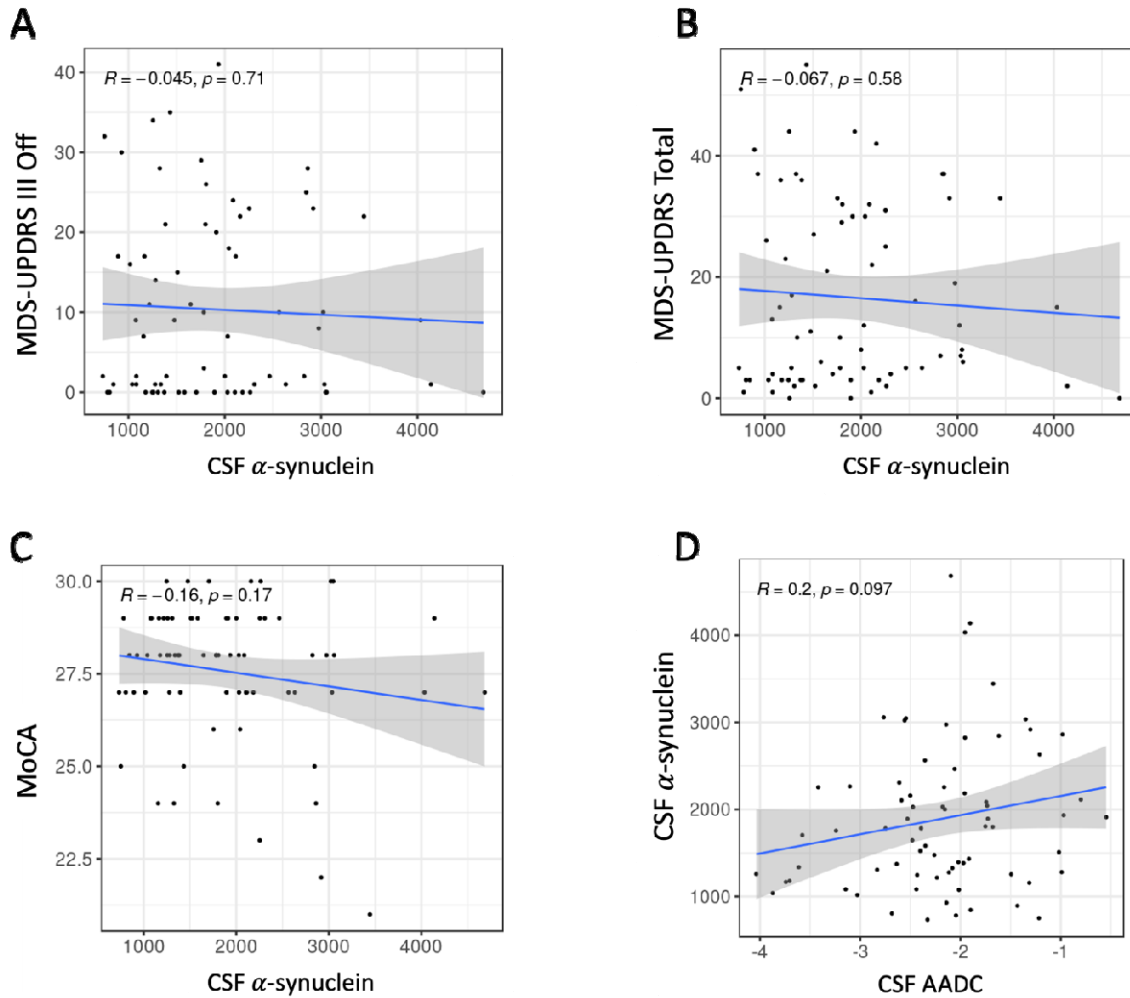 A
B
R = −0.045, p = 0.71
R = −0.067, p = 0.58
40
30
20
10
0
MDS-UPDRS III Off
1000 2000 3000 4000
CSF α-synuclein
40
20
0
MDS-UPDRS Total
1000 2000 3000 4000
CSF α-synuclein
C
D
R = −0.16, p = 0.17
R = 0.2, p = 0.097
30.0
27.5
25.0
22.5
MoCA
1000 2000 3000 4000
CSF α-synuclein
4000
3000
2000
1000
CSF α-synuclein
-4 -3 -2 -1
CSF AADC